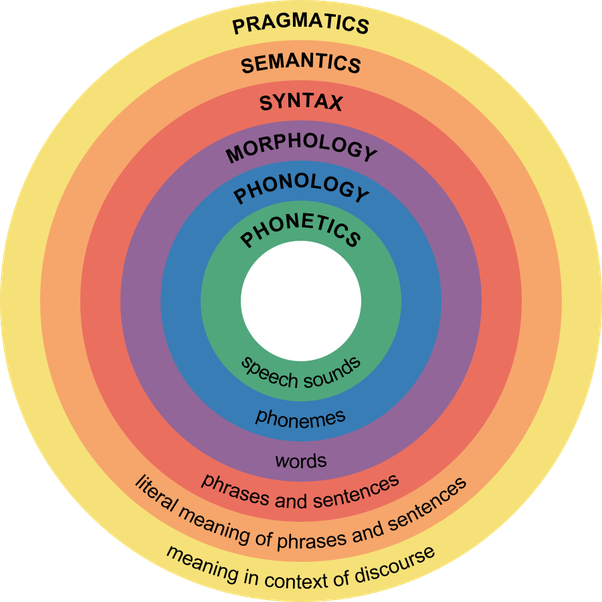 PRAGMATICS
SEMANTICS
SYNTAX
MORPHOLOGY
PHONOLOGY
PHONETICS
speech sounds
phonemes
words
phrases and sentences
literal meaning of phrases and sentences
meaning in context of discourse